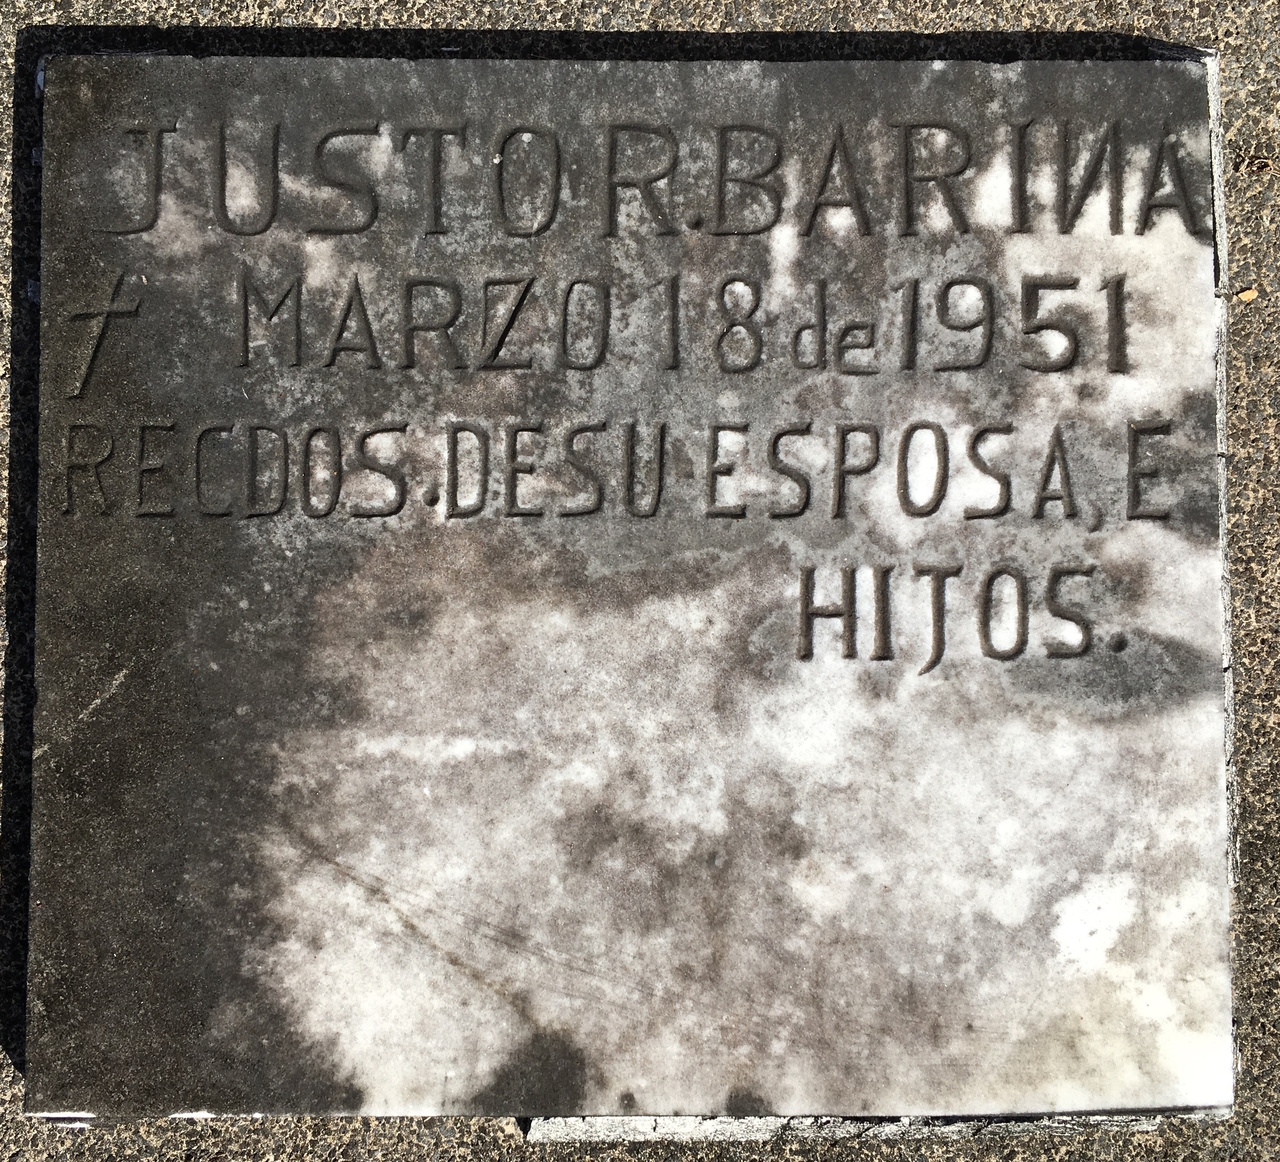 JUSTO R. BARINA
† MARZO 18 de 1951
RECDOS. DE SU ESPOSA, E
HIJOS.